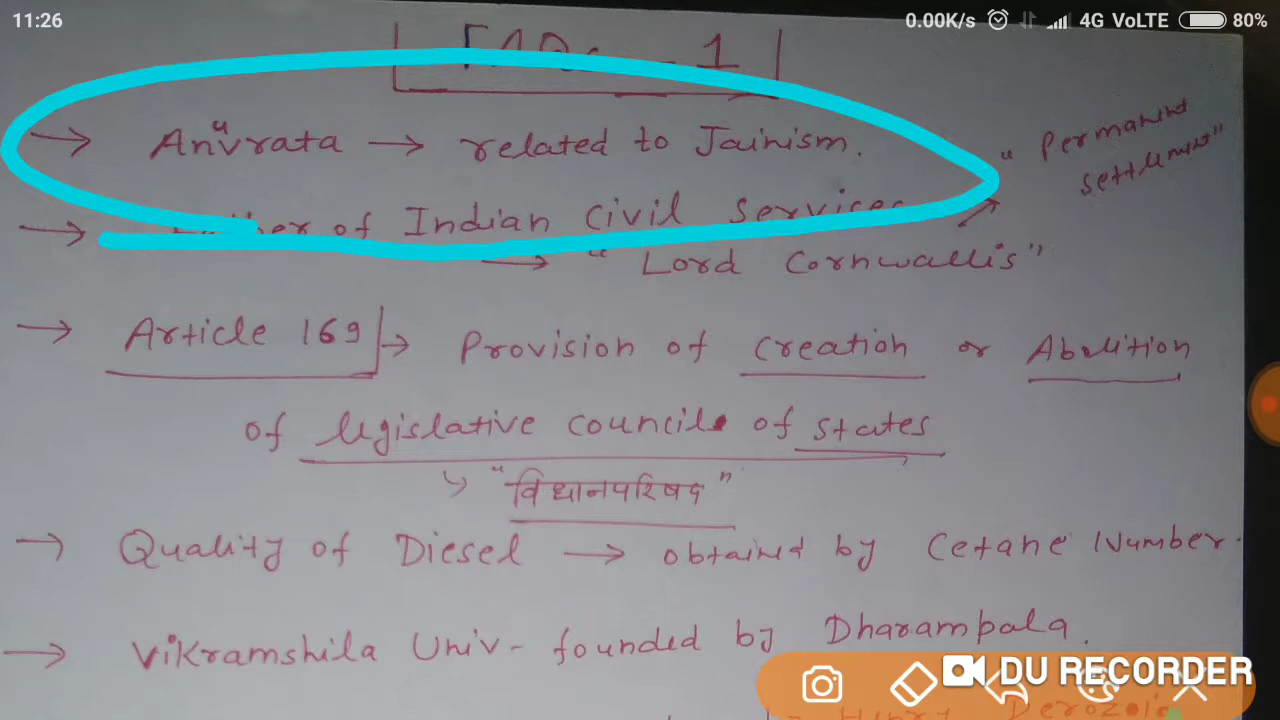 11:26
0.00K/s 4G VoLTE 80%
1
→ Anuvrata → related to Jainism.
"Permanent
settlement"
→ of Indian Civil Services
→ "Lord Cornwallis"
→ Article 169 → Provision of creation or Abolition
of legislative council of states
"विधानपरिषद"
→ Quality of Diesel → obtained by Cetane Number.
→ Vikramshila Univ- founded by Dharampala.
DU RECORDER
Derozio